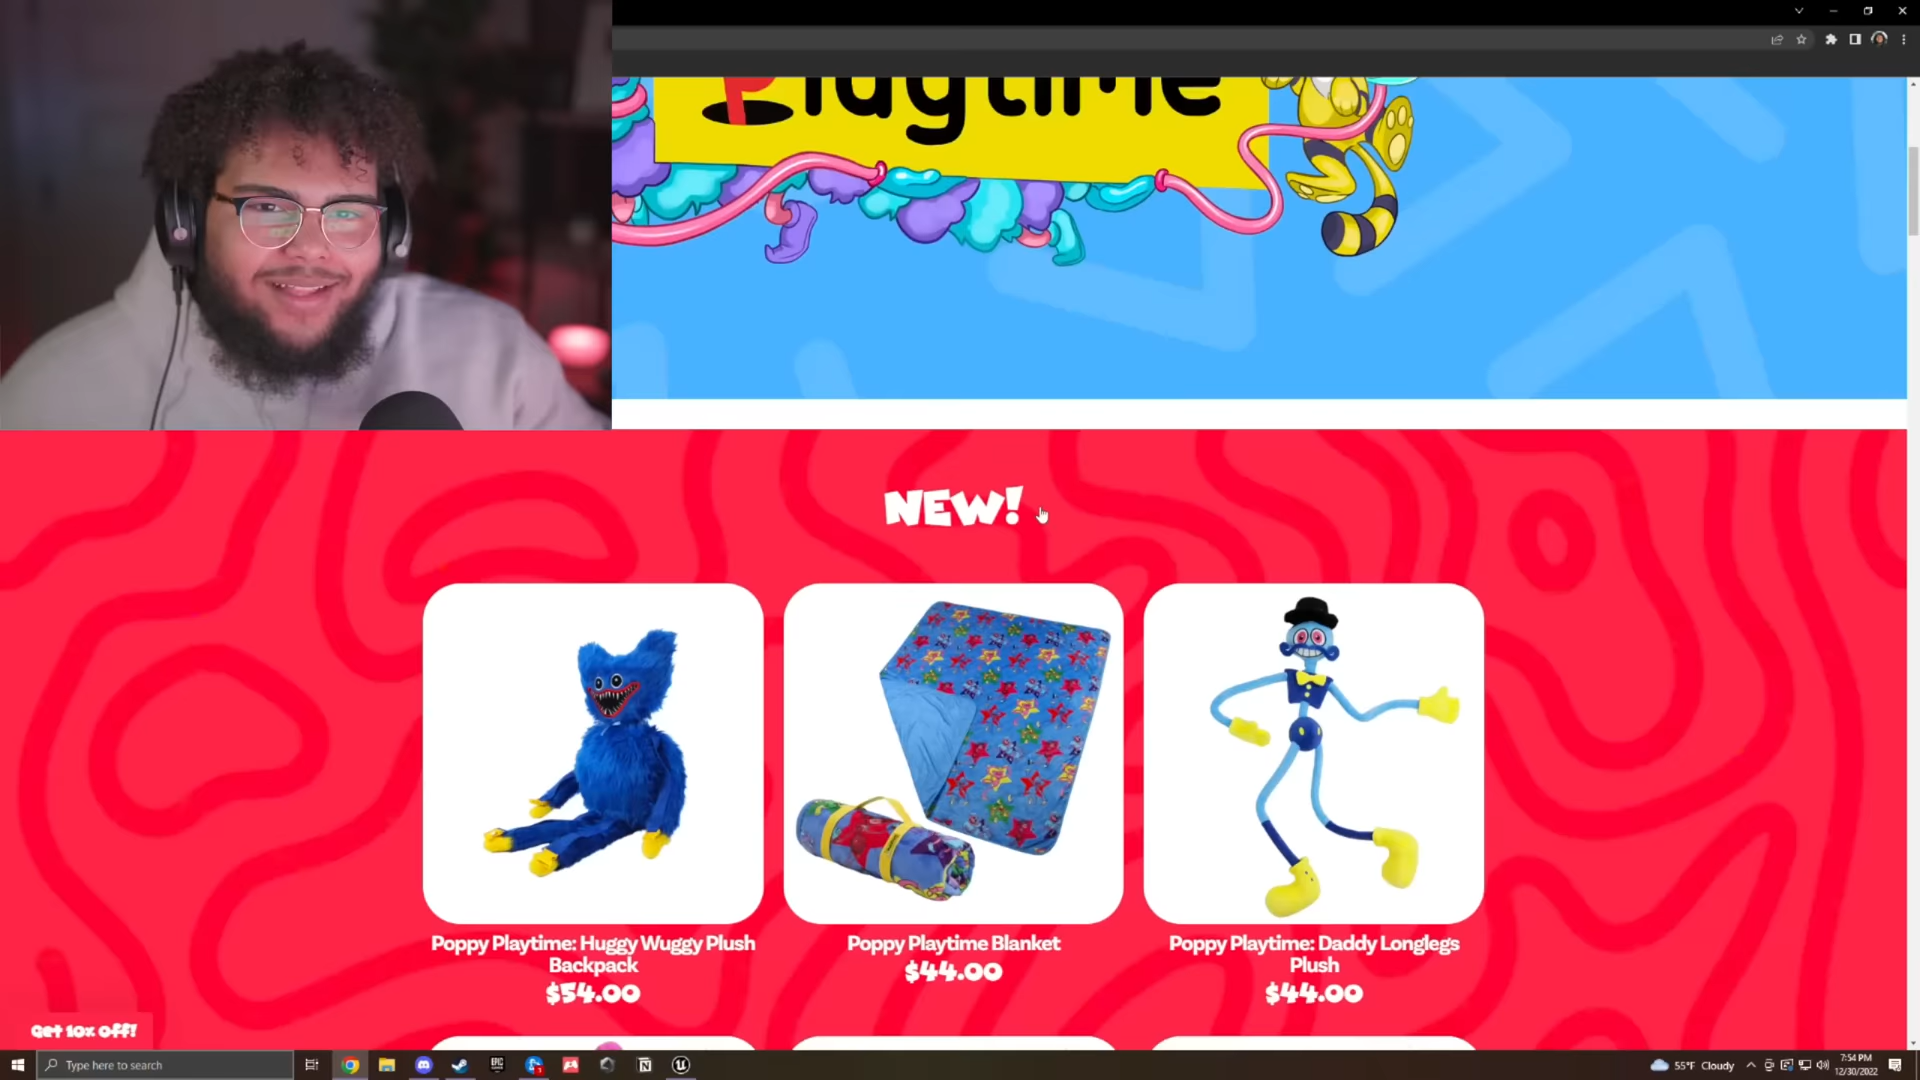 Playtime
NEW!
Poppy Playtime: Huggy Wuggy Plush
Backpack
$54.00
Poppy Playtime Blanket
$44.00
Poppy Playtime: Daddy Longlegs
Plush
$44.00
Get 10% off!
Type here to search
EPIC
55°F Cloudy
7:54 PM
12/30/2022